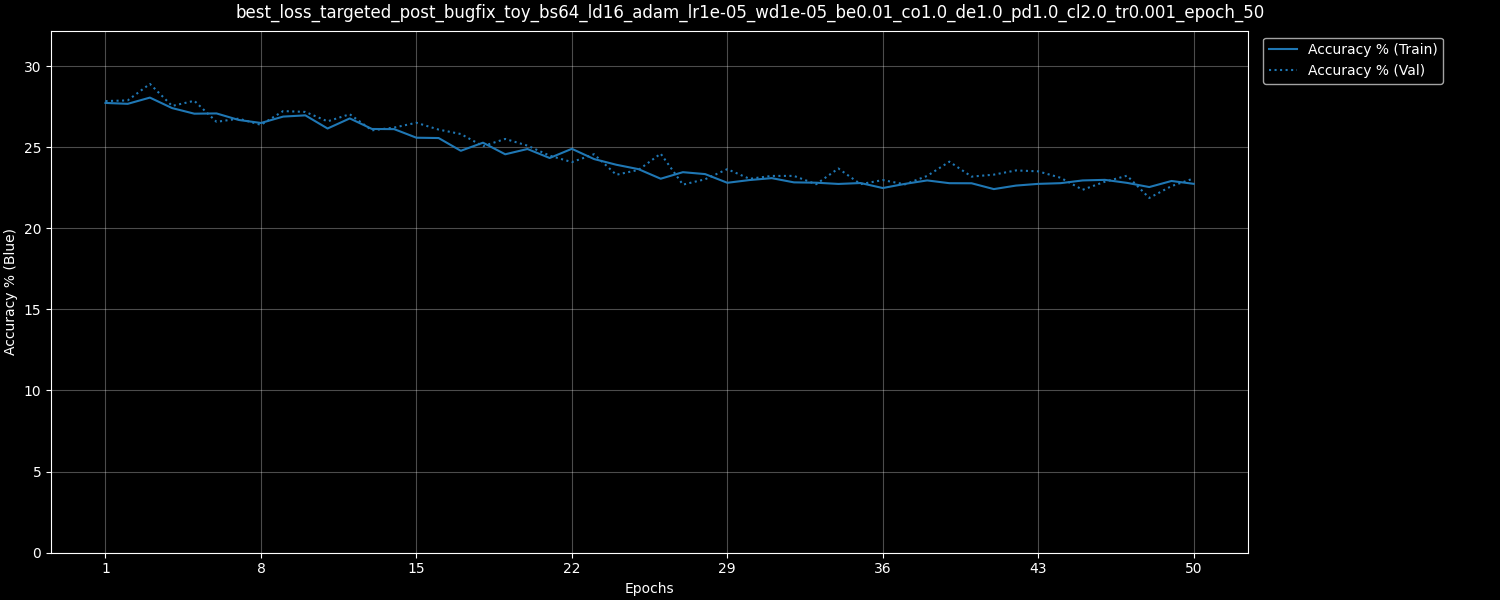 best_loss_targeted_post_bugfix_toy_bs64_ld16_adam_lr1e-05_wd1e-05_be0.01_co1.0_de1.0_pd1.0_cl2.0_tr0.001_epoch_50
Accuracy % (Train)
Accuracy % (Val)
Accuracy % (Blue)
30
25
20
15
10
5
0
1 8 15 22 29 36 43 50
Epochs